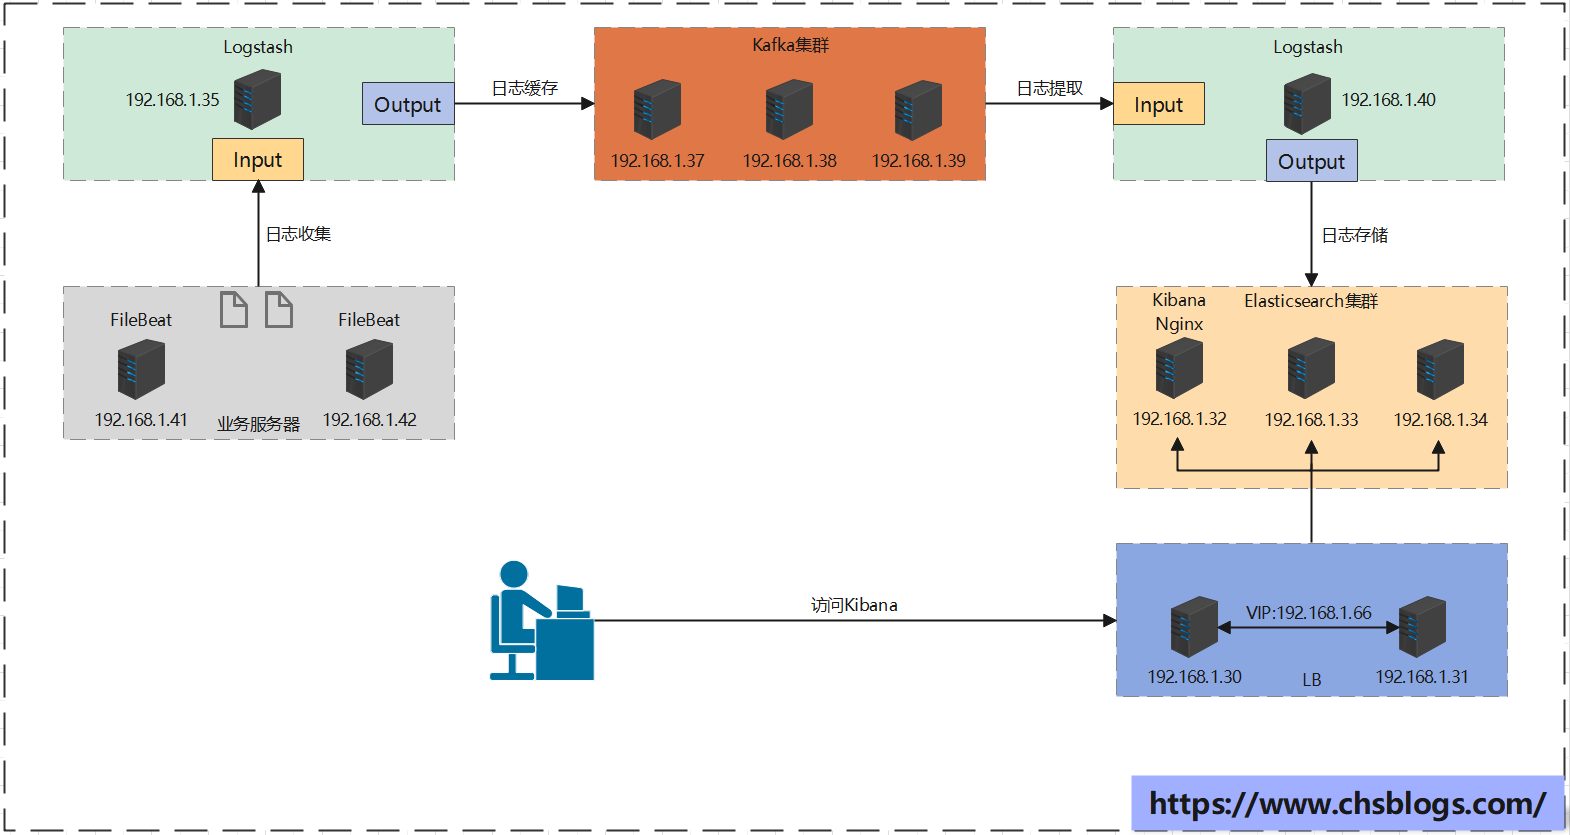 Logstash
192.168.1.35
Output
Input
日志缓存
Kafka集群
192.168.1.37
192.168.1.38
192.168.1.39
日志提取
Logstash
Input
192.168.1.40
Output
日志收集
日志存储
FileBeat
FileBeat
192.168.1.41
业务服务器
192.168.1.42
Kibana
Nginx
Elasticsearch集群
192.168.1.32
192.168.1.33
192.168.1.34
访问Kibana
VIP:192.168.1.66
192.168.1.30
LB
192.168.1.31
https://www.chsblogs.com/